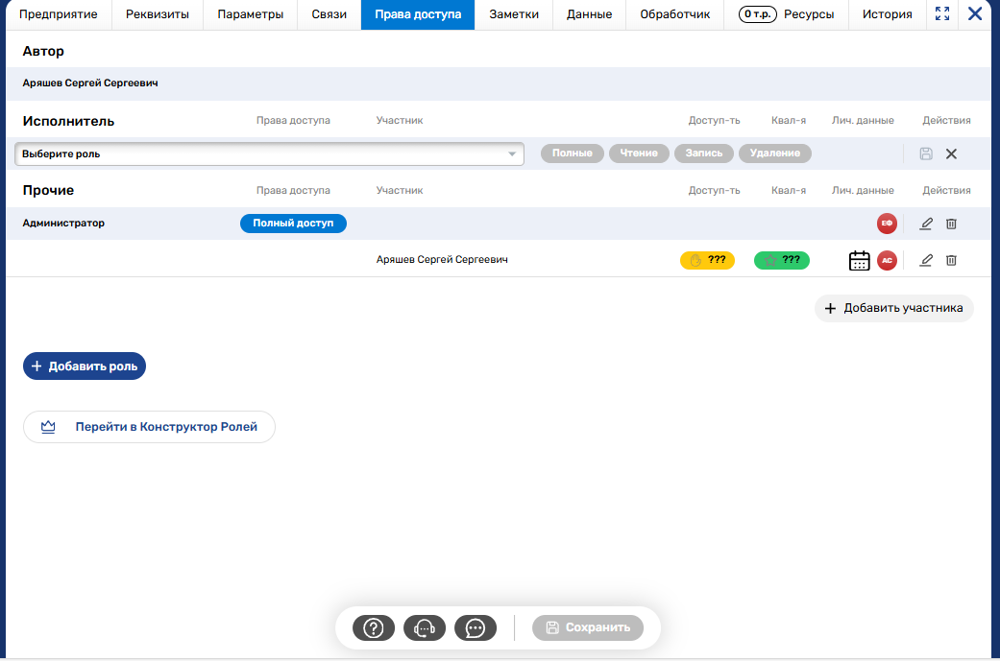 Предприятие Реквизиты Параметры Связи Права доступа Заметки Данные Обработчик 0 т.р. Ресурсы История
Автор
Аряшев Сергей Сергеевич
Исполнитель Права доступа Участник Доступ-ть Квал-я Лич. данные Действия
Выберите роль Полные Чтение Запись Удаление
Прочие Права доступа Участник Доступ-ть Квал-я Лич. данные Действия
Администратор Полный доступ ЕФ
Аряшев Сергей Сергеевич ??? ??? АС
+ Добавить участника
+ Добавить роль
Перейти в Конструктор Ролей
Сохранить